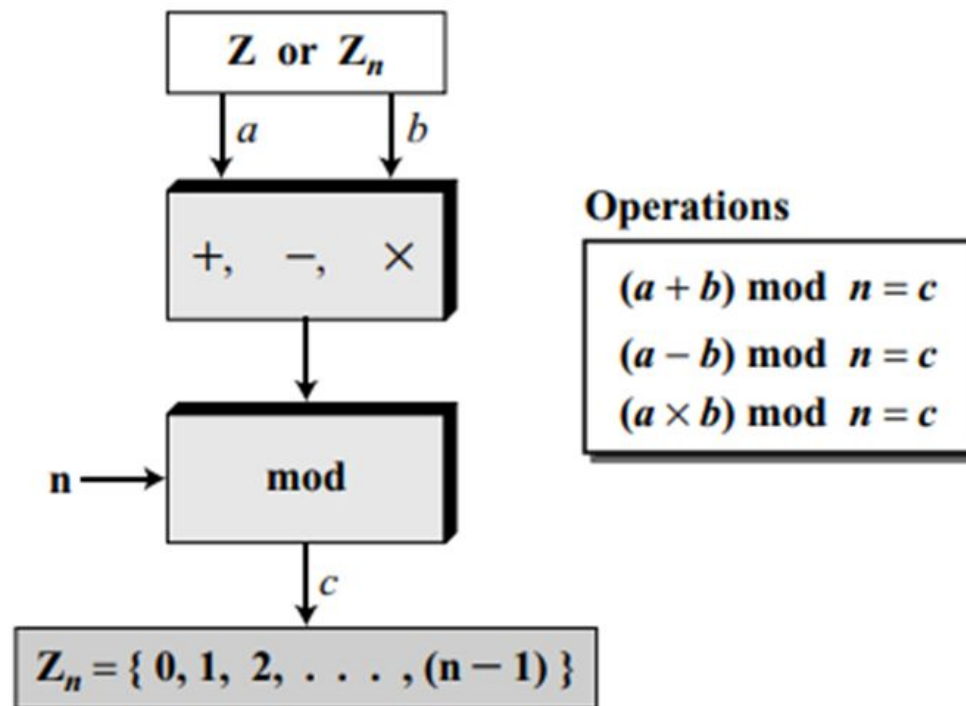 Z or Zn
a b
+, −, ×
n
mod
c
Zn = { 0, 1, 2, . . . , (n − 1) }
Operations
(a + b) mod n = c
(a − b) mod n = c
(a × b) mod n = c